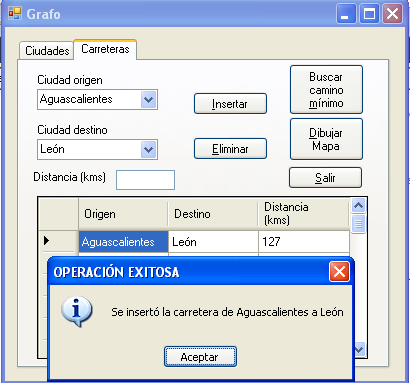 Grafo
Ciudades
Carreteras
Ciudad origen
Aguascalientes
Insertar
Buscar
camino
mínimo
Ciudad destino
León
Eliminar
Dibujar
Mapa
Distancia (kms)
Salir
Origen
Destino
Distancia
(kms)
Aguascalientes
León
127
OPERACIÓN EXITOSA
Se insertó la carretera de Aguascalientes a León
Aceptar